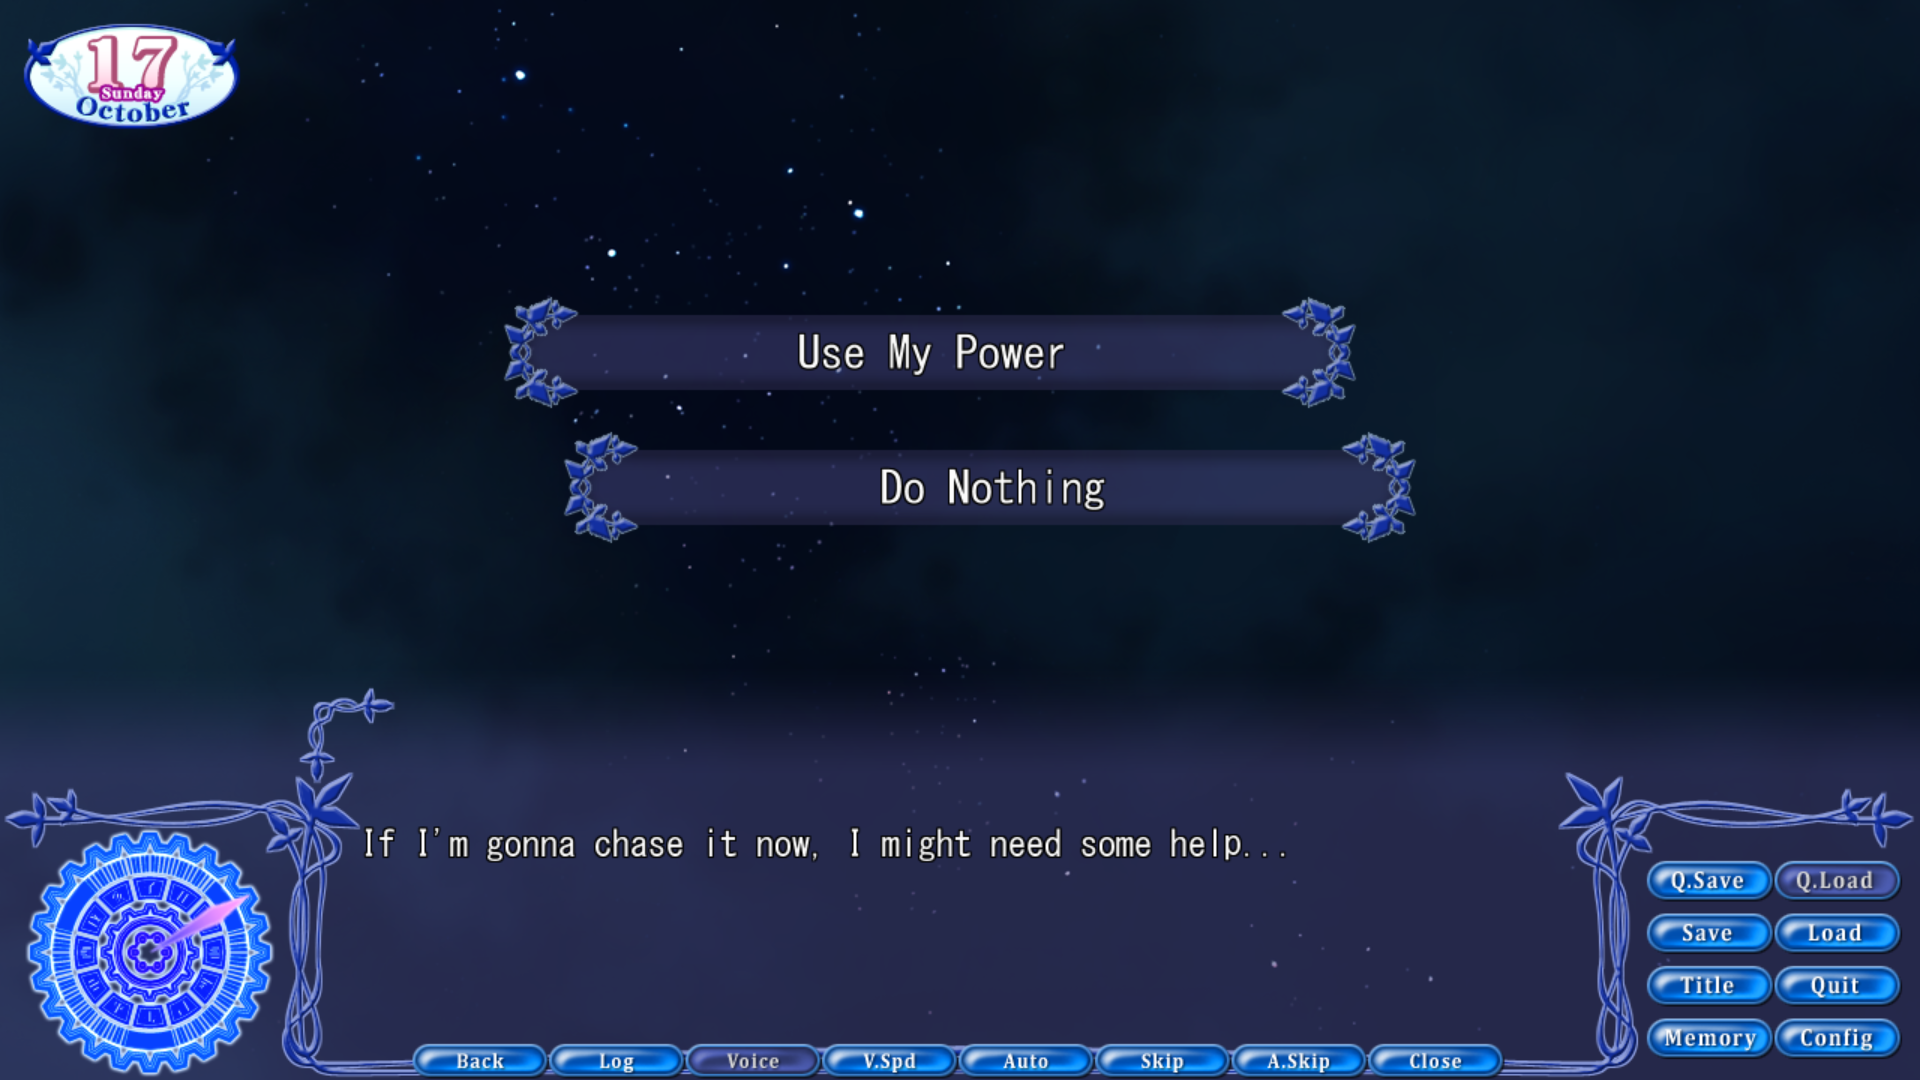 17
Sunday
October
Use My Power
Do Nothing
If I'm gonna chase it now, I might need some help...
Q.Save Q.Load
Save Load
Title Quit
Memory Config
Back Log Voice V.Spd Auto Skip A.Skip Close